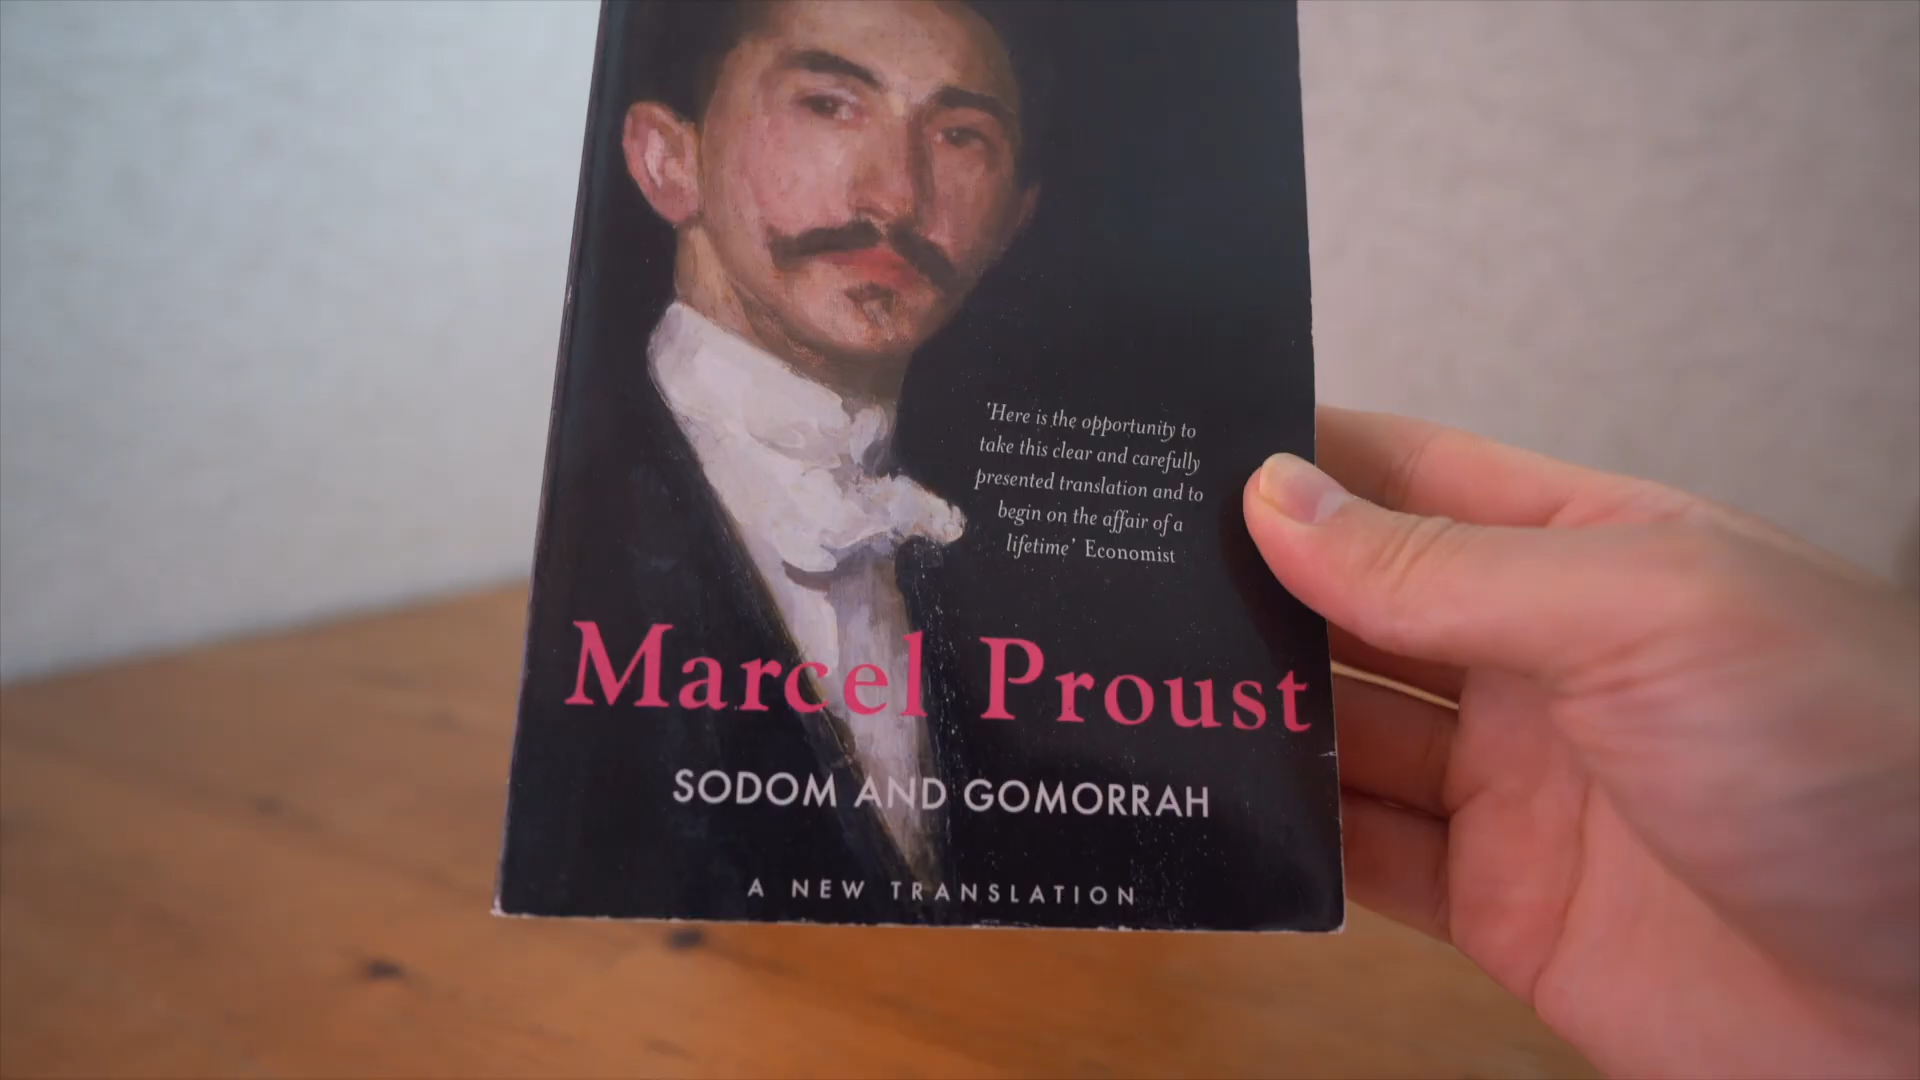 'Here is the opportunity to
take this clear and carefully
presented translation and to
begin on the affair of a
lifetime' Economist
Marcel Proust
SODOM AND GOMORRAH
A NEW TRANSLATION